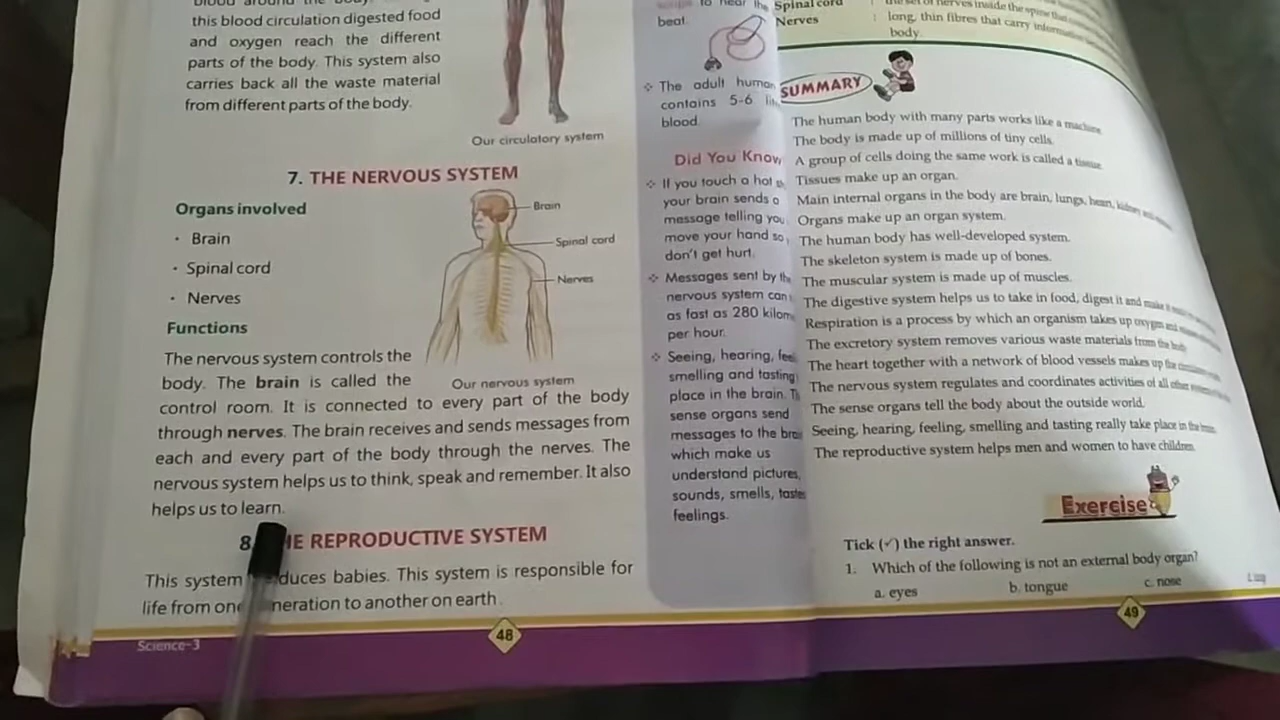 this blood circulation digested food
and oxygen reach the different
parts of the body. This system also
carries back all the waste material
from different parts of the body.
Our circulatory system
7. THE NERVOUS SYSTEM
Organs involved
• Brain
• Spinal cord
• Nerves
Brain
Spinal cord
Nerves
Our nervous system
Functions
The nervous system controls the
body. The brain is called the
control room. It is connected to every part of the body
through nerves. The brain receives and sends messages from
each and every part of the body through the nerves. The
nervous system helps us to think, speak and remember. It also
helps us to learn.
8. REPRODUCTIVE SYSTEM
This system babies. This system is responsible for
life from to another on earth.
Science-3
48
to hear the
beat.
The adult human
contains 5-6
blood.
Did You Know
If you touch a hot
your brain sends a
message telling you
move your hand so
don't get hurt.
Messages sent by the
nervous system can
as fast as 280
per hour.
Seeing, hearing,
smelling and tasting
place in the brain.
sense organs send
messages to the
which make us
understand pictures,
sounds, smells,
feelings.
Spinal cord : the set of nerves inside the spine that
Nerves : long, thin fibres that carry information
body.
SUMMARY
The human body with many parts works like a machine
The body is made up of millions of tiny cells.
A group of cells doing the same work is called a tissue.
Tissues make up an organ.
Main internal organs in the body are brain, lungs, heart, kidney
Organs make up an organ system.
The human body has well-developed system.
The skeleton system is made up of bones.
The muscular system is made up of muscles.
The digestive system helps us to take in food, digest it and make it
Respiration is a process by which an organism takes up oxygen and
The excretory system removes various waste materials from the body
The heart together with a network of blood vessels makes up the
The nervous system regulates and coordinates activities of all other
The sense organs tell the body about the outside world.
Seeing, hearing, feeling, smelling and tasting really take place in the
The reproductive system helps men and women to have children.
Exercise
Tick (✓) the right answer.
1. Which of the following is not an external body organ?
a. eyes b. tongue c. nose
49